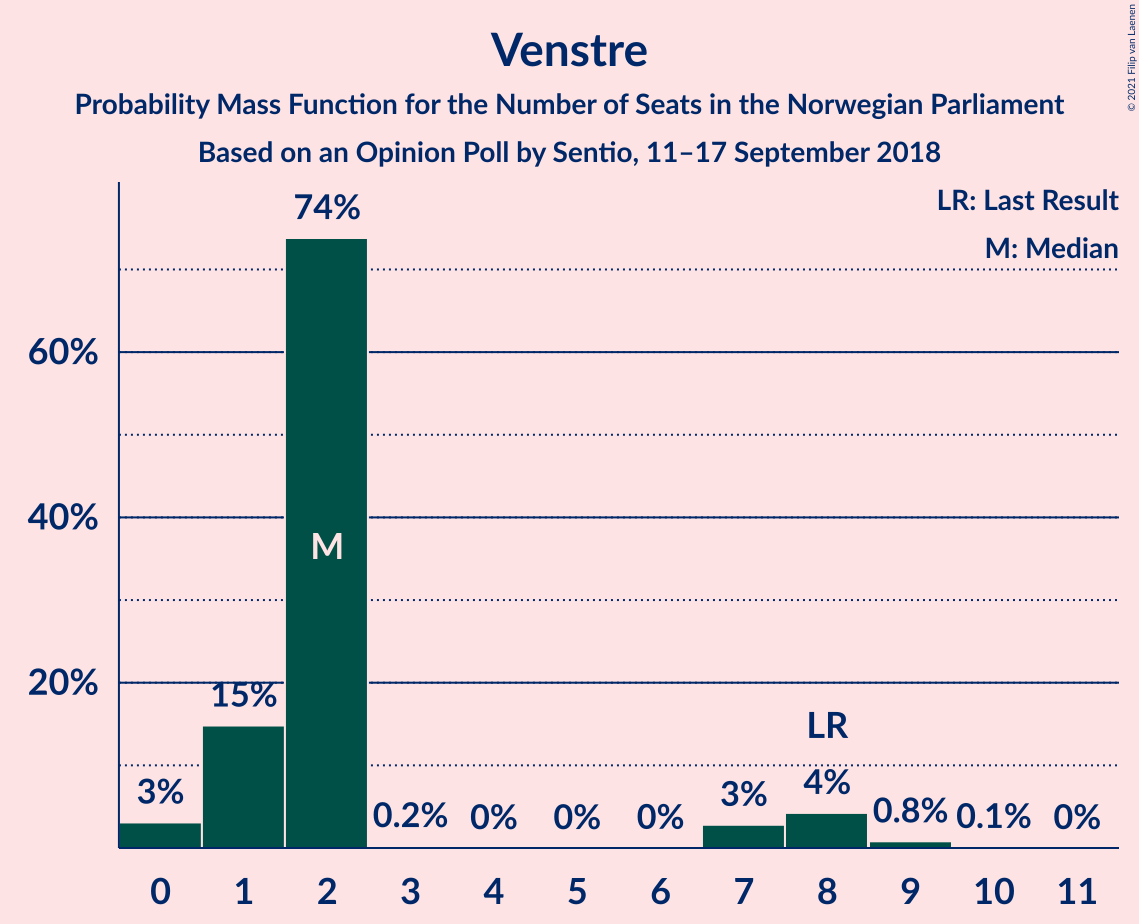 Venstre
Probability Mass Function for the Number of Seats in the Norwegian Parliament
Based on an Opinion Poll by Sentio, 11–17 September 2018
© 2021 Filip van Laenen
LR: Last Result
M: Median
74%
60%
40%
M
20%
15%
LR
3%
0.2%
0%
0%
0%
3%
4%
0.8%
0.1%
0%
0 1 2 3 4 5 6 7 8 9 10 11